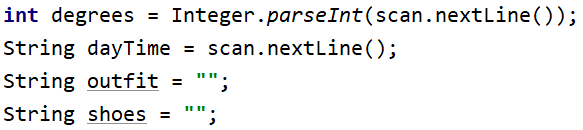 int degrees = Integer.parseInt(scan.nextLine());
String dayTime = scan.nextLine();
String outfit = "";
String shoes = "";